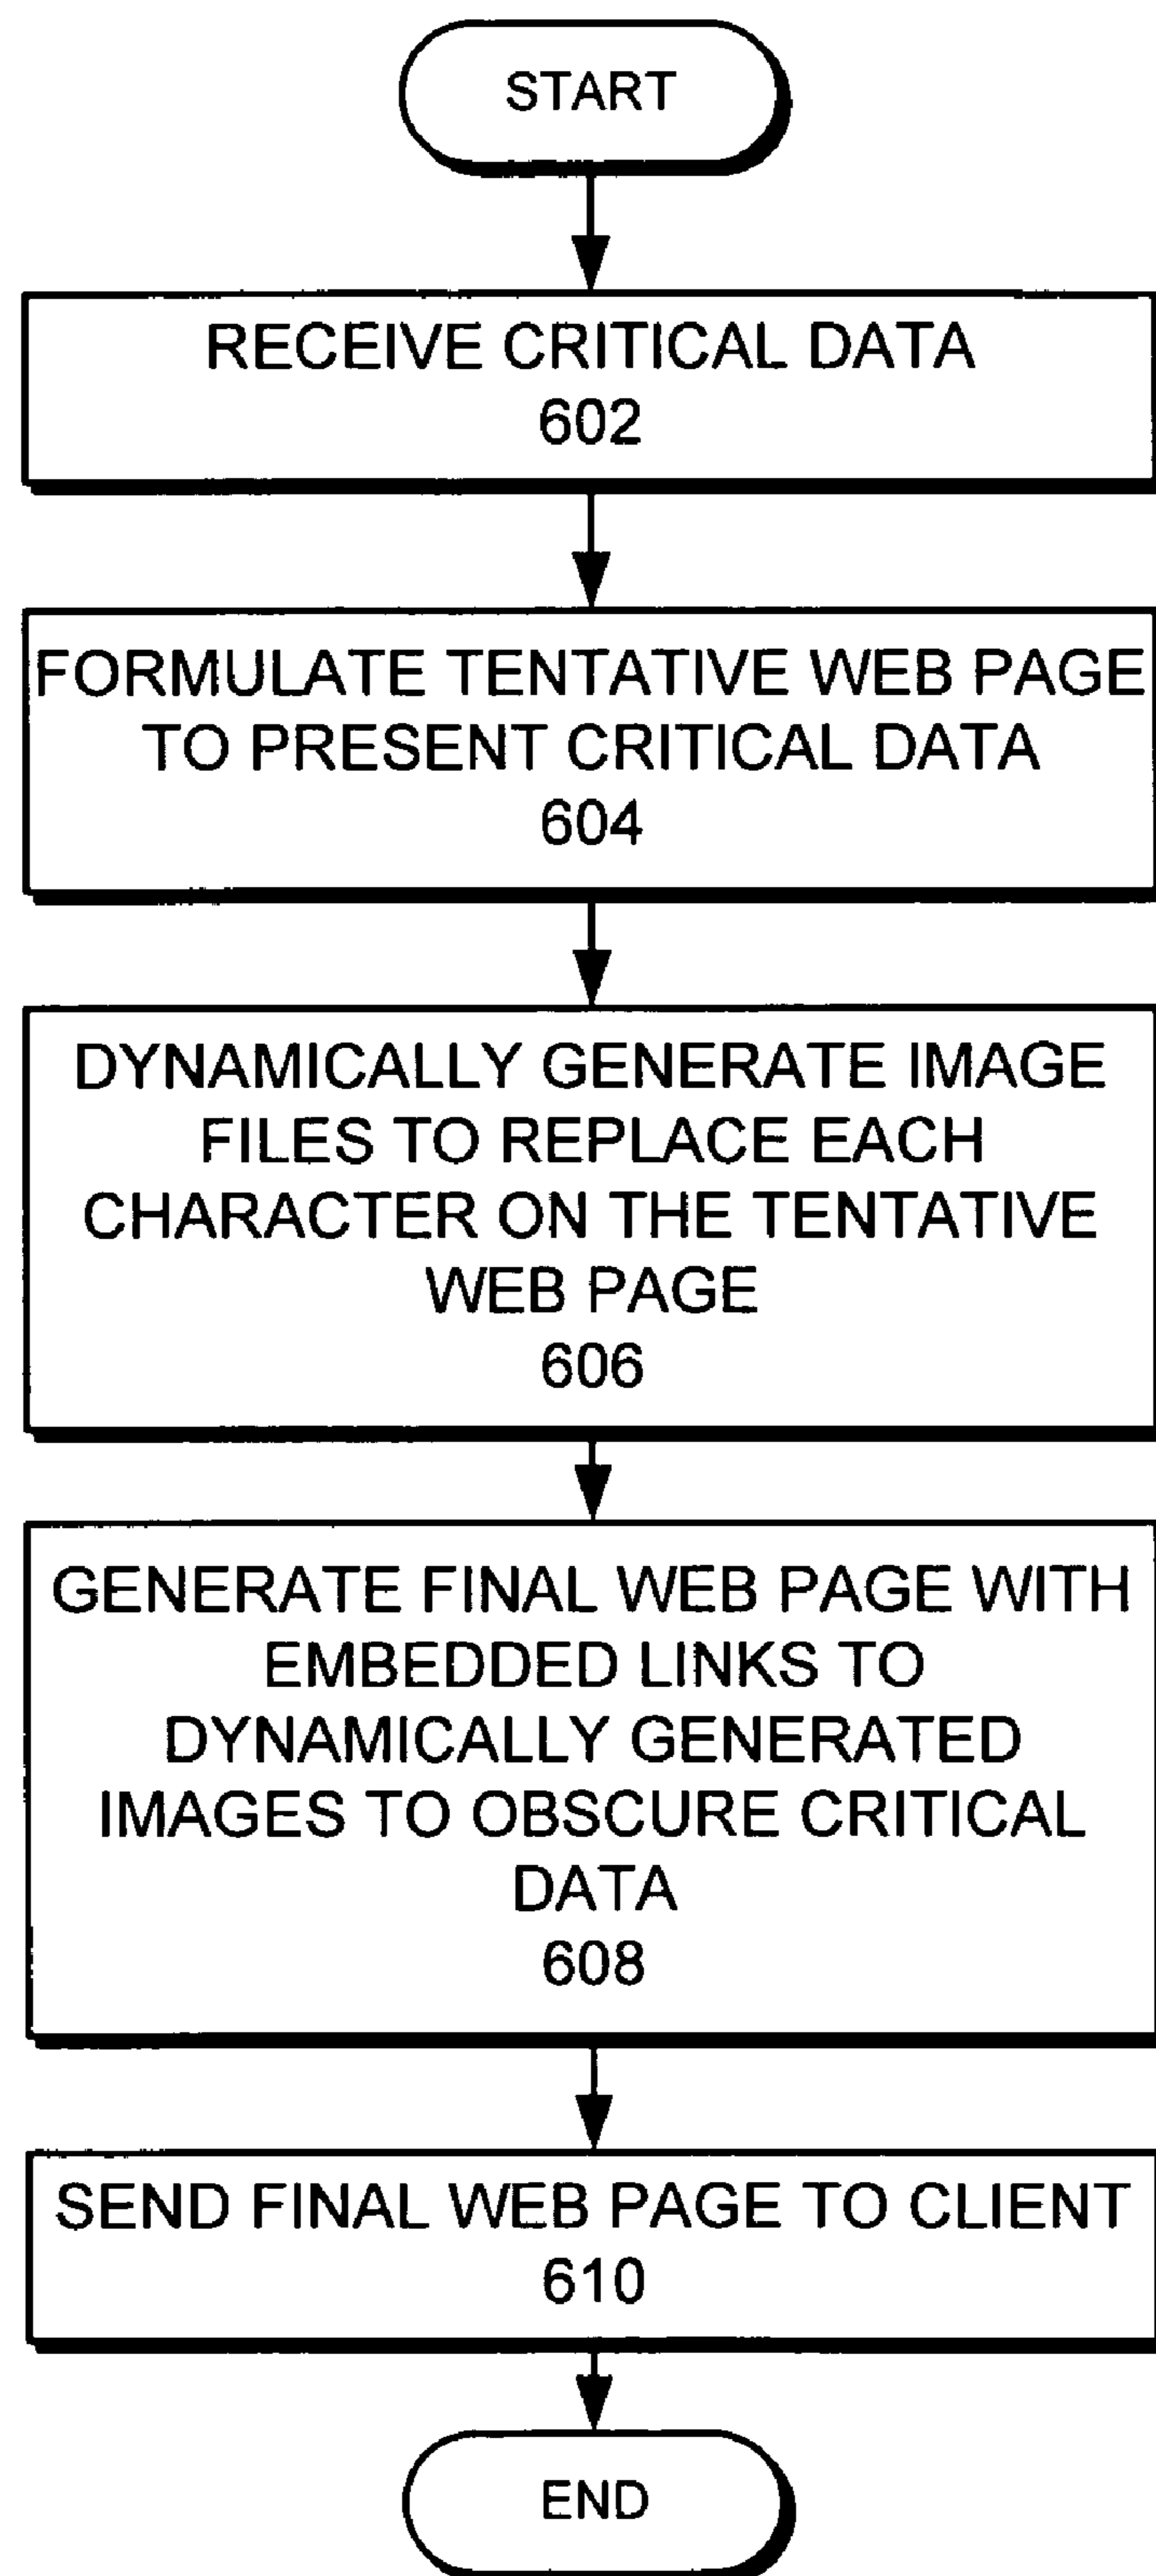 START
RECEIVE CRITICAL DATA
602
FORMULATE TENTATIVE WEB PAGE
TO PRESENT CRITICAL DATA
604
DYNAMICALLY GENERATE IMAGE
FILES TO REPLACE EACH
CHARACTER ON THE TENTATIVE
WEB PAGE
606
GENERATE FINAL WEB PAGE WITH
EMBEDDED LINKS TO
DYNAMICALLY GENERATED
IMAGES TO OBSCURE CRITICAL
DATA
608
SEND FINAL WEB PAGE TO CLIENT
610
END